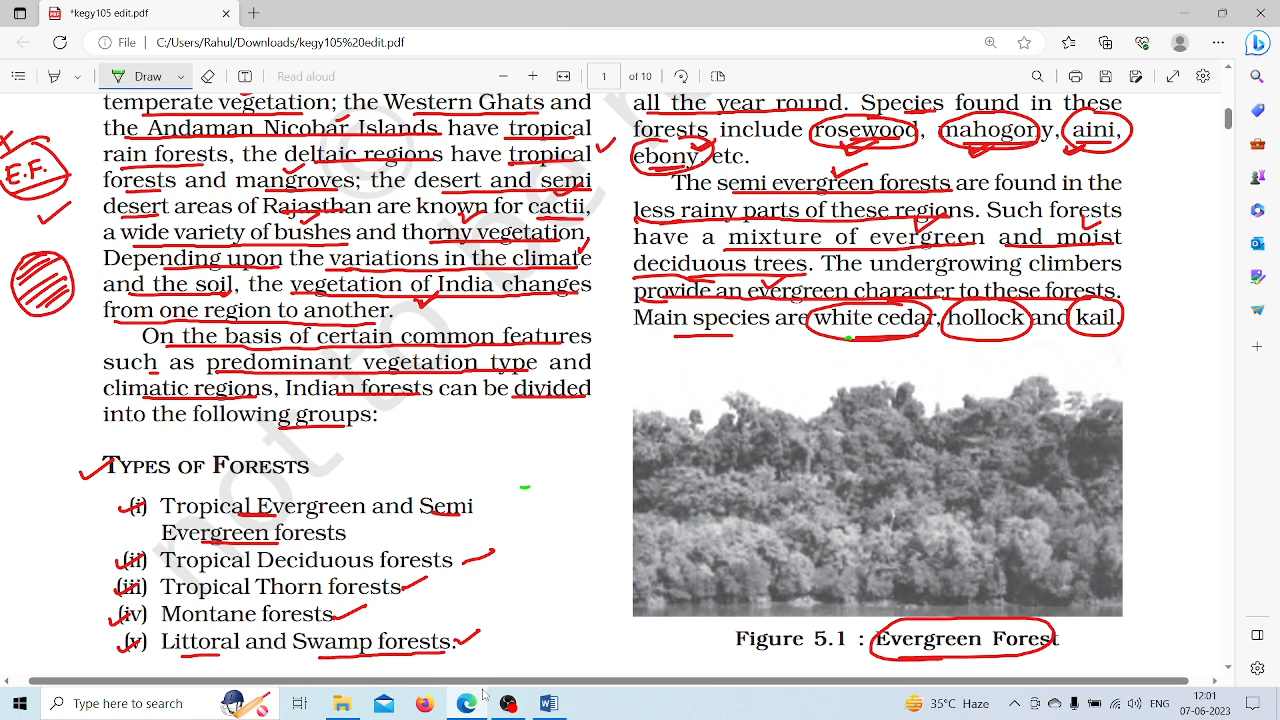 *kegy105 edit.pdf
File
C:/Users/Rahul/Downloads/kegy105%20edit.pdf
Draw
Read aloud
1
of 10
temperate vegetation; the Western Ghats and
the Andaman Nicobar Islands have tropical
rain forests, the deltaic regions have tropical
forests and mangroves; the desert and semi
desert areas of Rajasthan are known for cactii,
a wide variety of bushes and thorny vegetation.
Depending upon the variations in the climate
and the soil, the vegetation of India changes
from one region to another.
On the basis of certain common features
such as predominant vegetation type and
climatic regions, Indian forests can be divided
into the following groups:
TYPES OF FORESTS
(i) Tropical Evergreen and Semi
Evergreen forests
(ii) Tropical Deciduous forests
(iii) Tropical Thorn forests
(iv) Montane forests
(v) Littoral and Swamp forests.
E.F.
all the year round. Species found in these
forests include rosewood, mahogony, aini,
ebony, etc.
The semi evergreen forests are found in the
less rainy parts of these regions. Such forests
have a mixture of evergreen and moist
deciduous trees. The undergrowing climbers
provide an evergreen character to these forests.
Main species are white cedar, hollock and kail.
Figure 5.1 : Evergreen Forest
©
not to be r
Type here to search
35°C Haze
ENG
12:01
07-06-2023